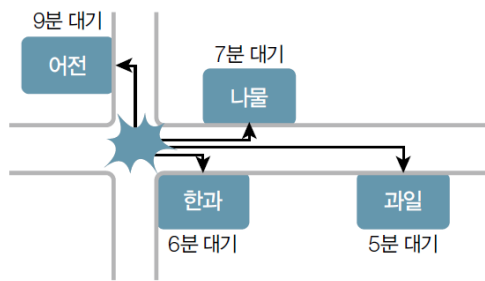 9분 대기
어전
7분 대기
나물
한과
6분 대기
과일
5분 대기